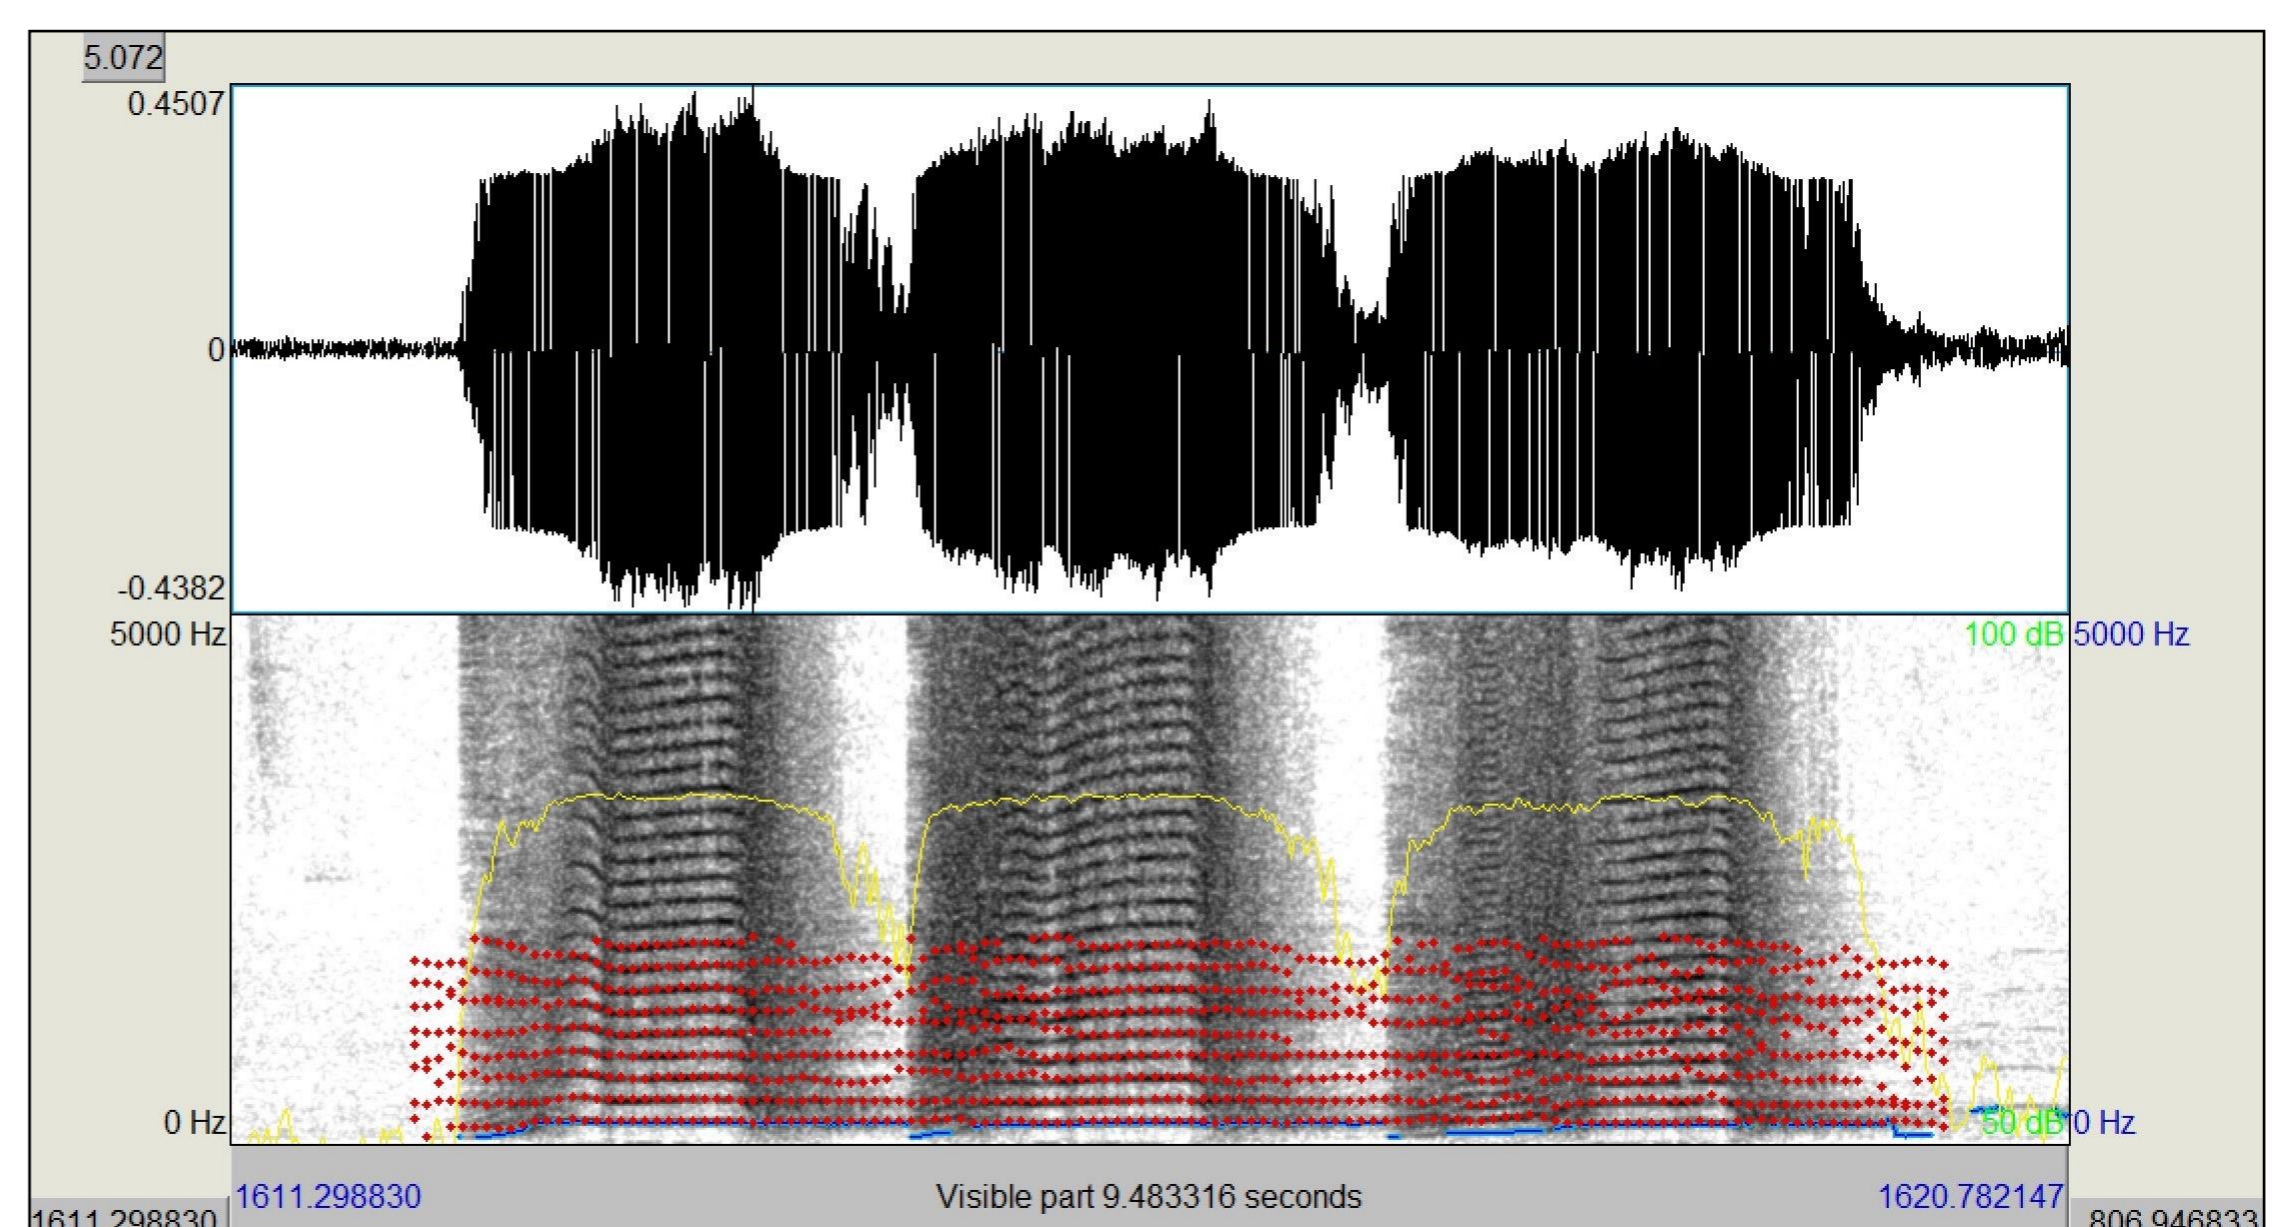 5.072
0.4507
0
-0.4382
5000 Hz
100 dB 5000 Hz
0 Hz
50 dB 0 Hz
1611.298830 Visible part 9.483316 seconds 1620.782147
1611.298830 806.946833